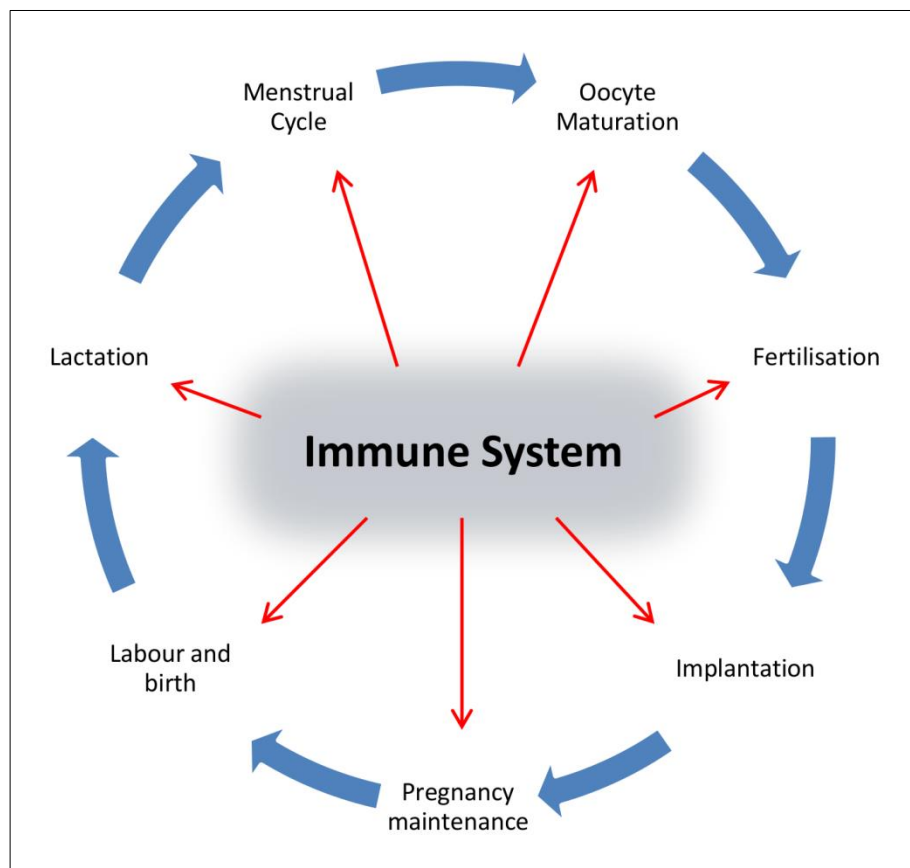 Menstrual
Cycle
Oocyte
Maturation
Lactation
Fertilisation
Immune System
Labour and
birth
Implantation
Pregnancy
maintenance